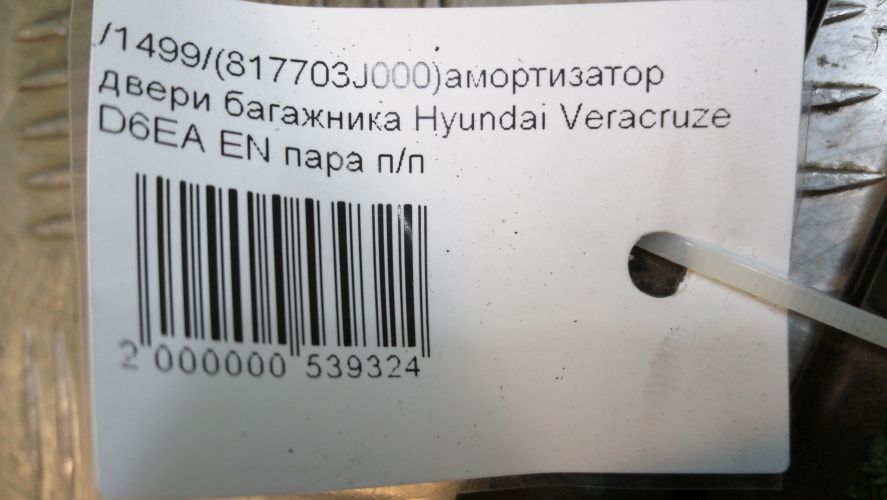 /1499/(817703J000)амортизатор
двери багажника Hyundai Veracruze
D6EA EN пара п/п
2 000000 539324